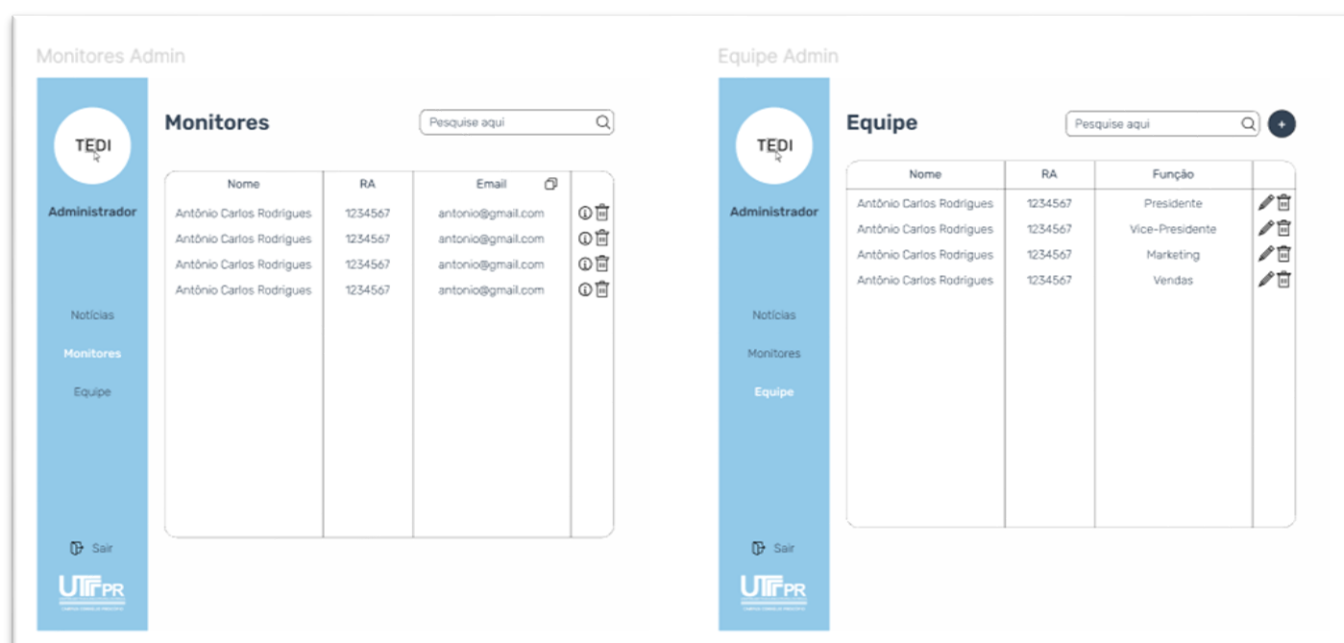 Monitores Admin
TEDI
Administrador
Notícias
Monitores
Equipe
Sair
UTFPR
Monitores
Pesquise aqui
Nome RA Email
Antônio Carlos Rodrigues 1234567 antonio@gmail.com
Antônio Carlos Rodrigues 1234567 antonio@gmail.com
Antônio Carlos Rodrigues 1234567 antonio@gmail.com
Antônio Carlos Rodrigues 1234567 antonio@gmail.com
Equipe Admin
TEDI
Administrador
Notícias
Monitores
Equipe
Sair
UTFPR
Equipe
Pesquise aqui
+
Nome RA Função
Antônio Carlos Rodrigues 1234567 Presidente
Antônio Carlos Rodrigues 1234567 Vice-Presidente
Antônio Carlos Rodrigues 1234567 Marketing
Antônio Carlos Rodrigues 1234567 Vendas